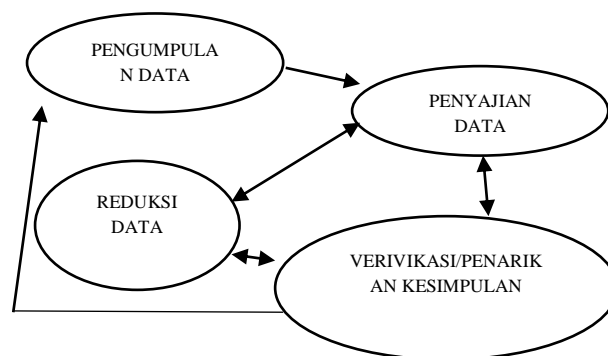 PENGUMPULA
N DATA
PENYAJIAN
DATA
REDUKSI
DATA
VERIVIKASI/PENARIK
AN KESIMPULAN